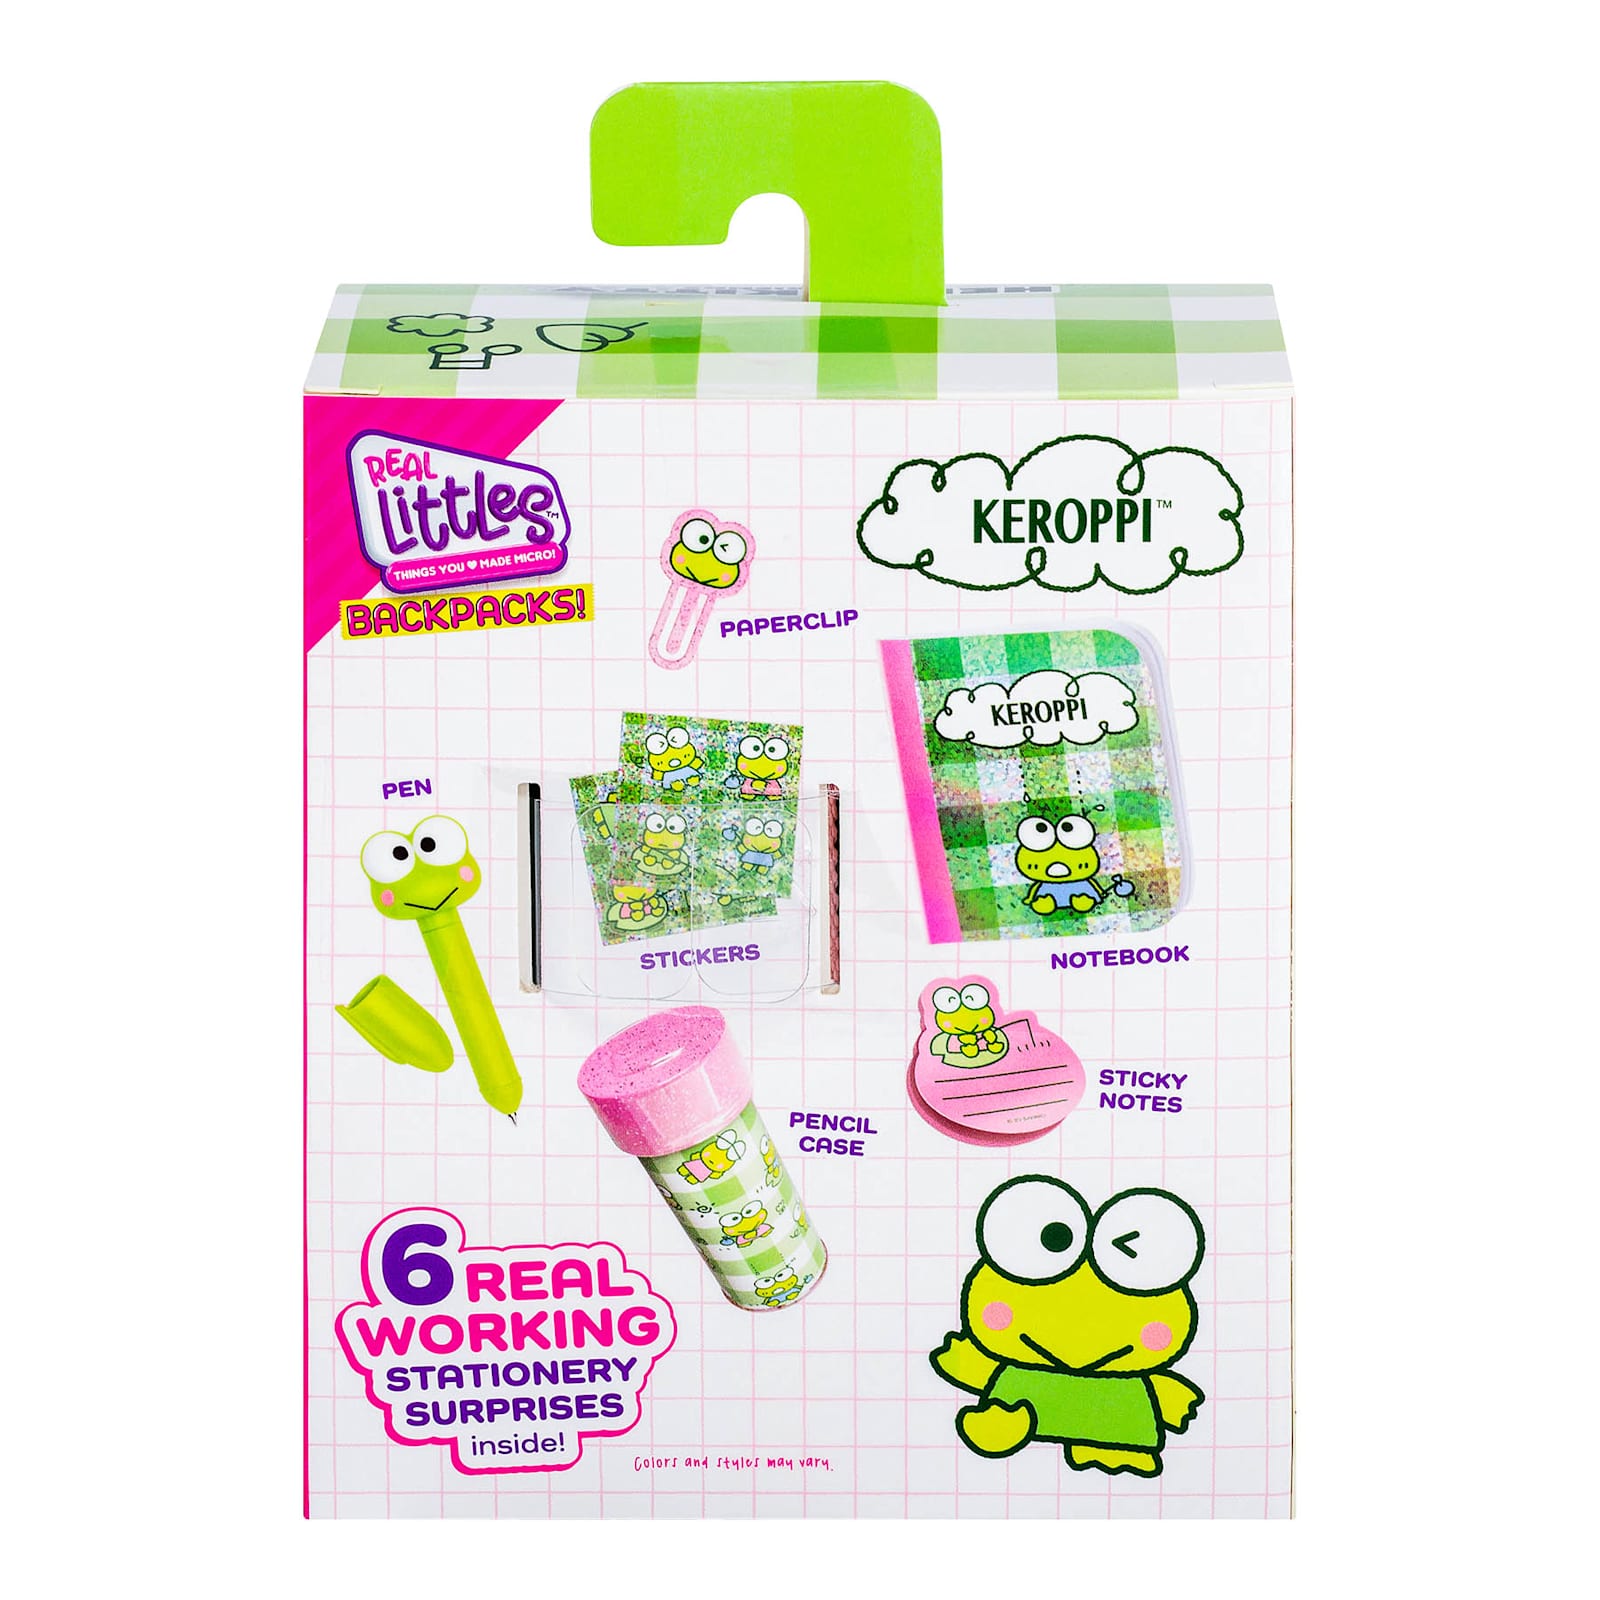 REAL
LITTLES™
THINGS YOU ♥ MADE MICRO!
BACKPACKS!
KEROPPI™
PAPERCLIP
KEROPPI
PEN
STICKERS
NOTEBOOK
STICKY
NOTES
PENCIL
CASE
6 REAL
WORKING
STATIONERY
SURPRISES
inside!
Colors and styles may vary.